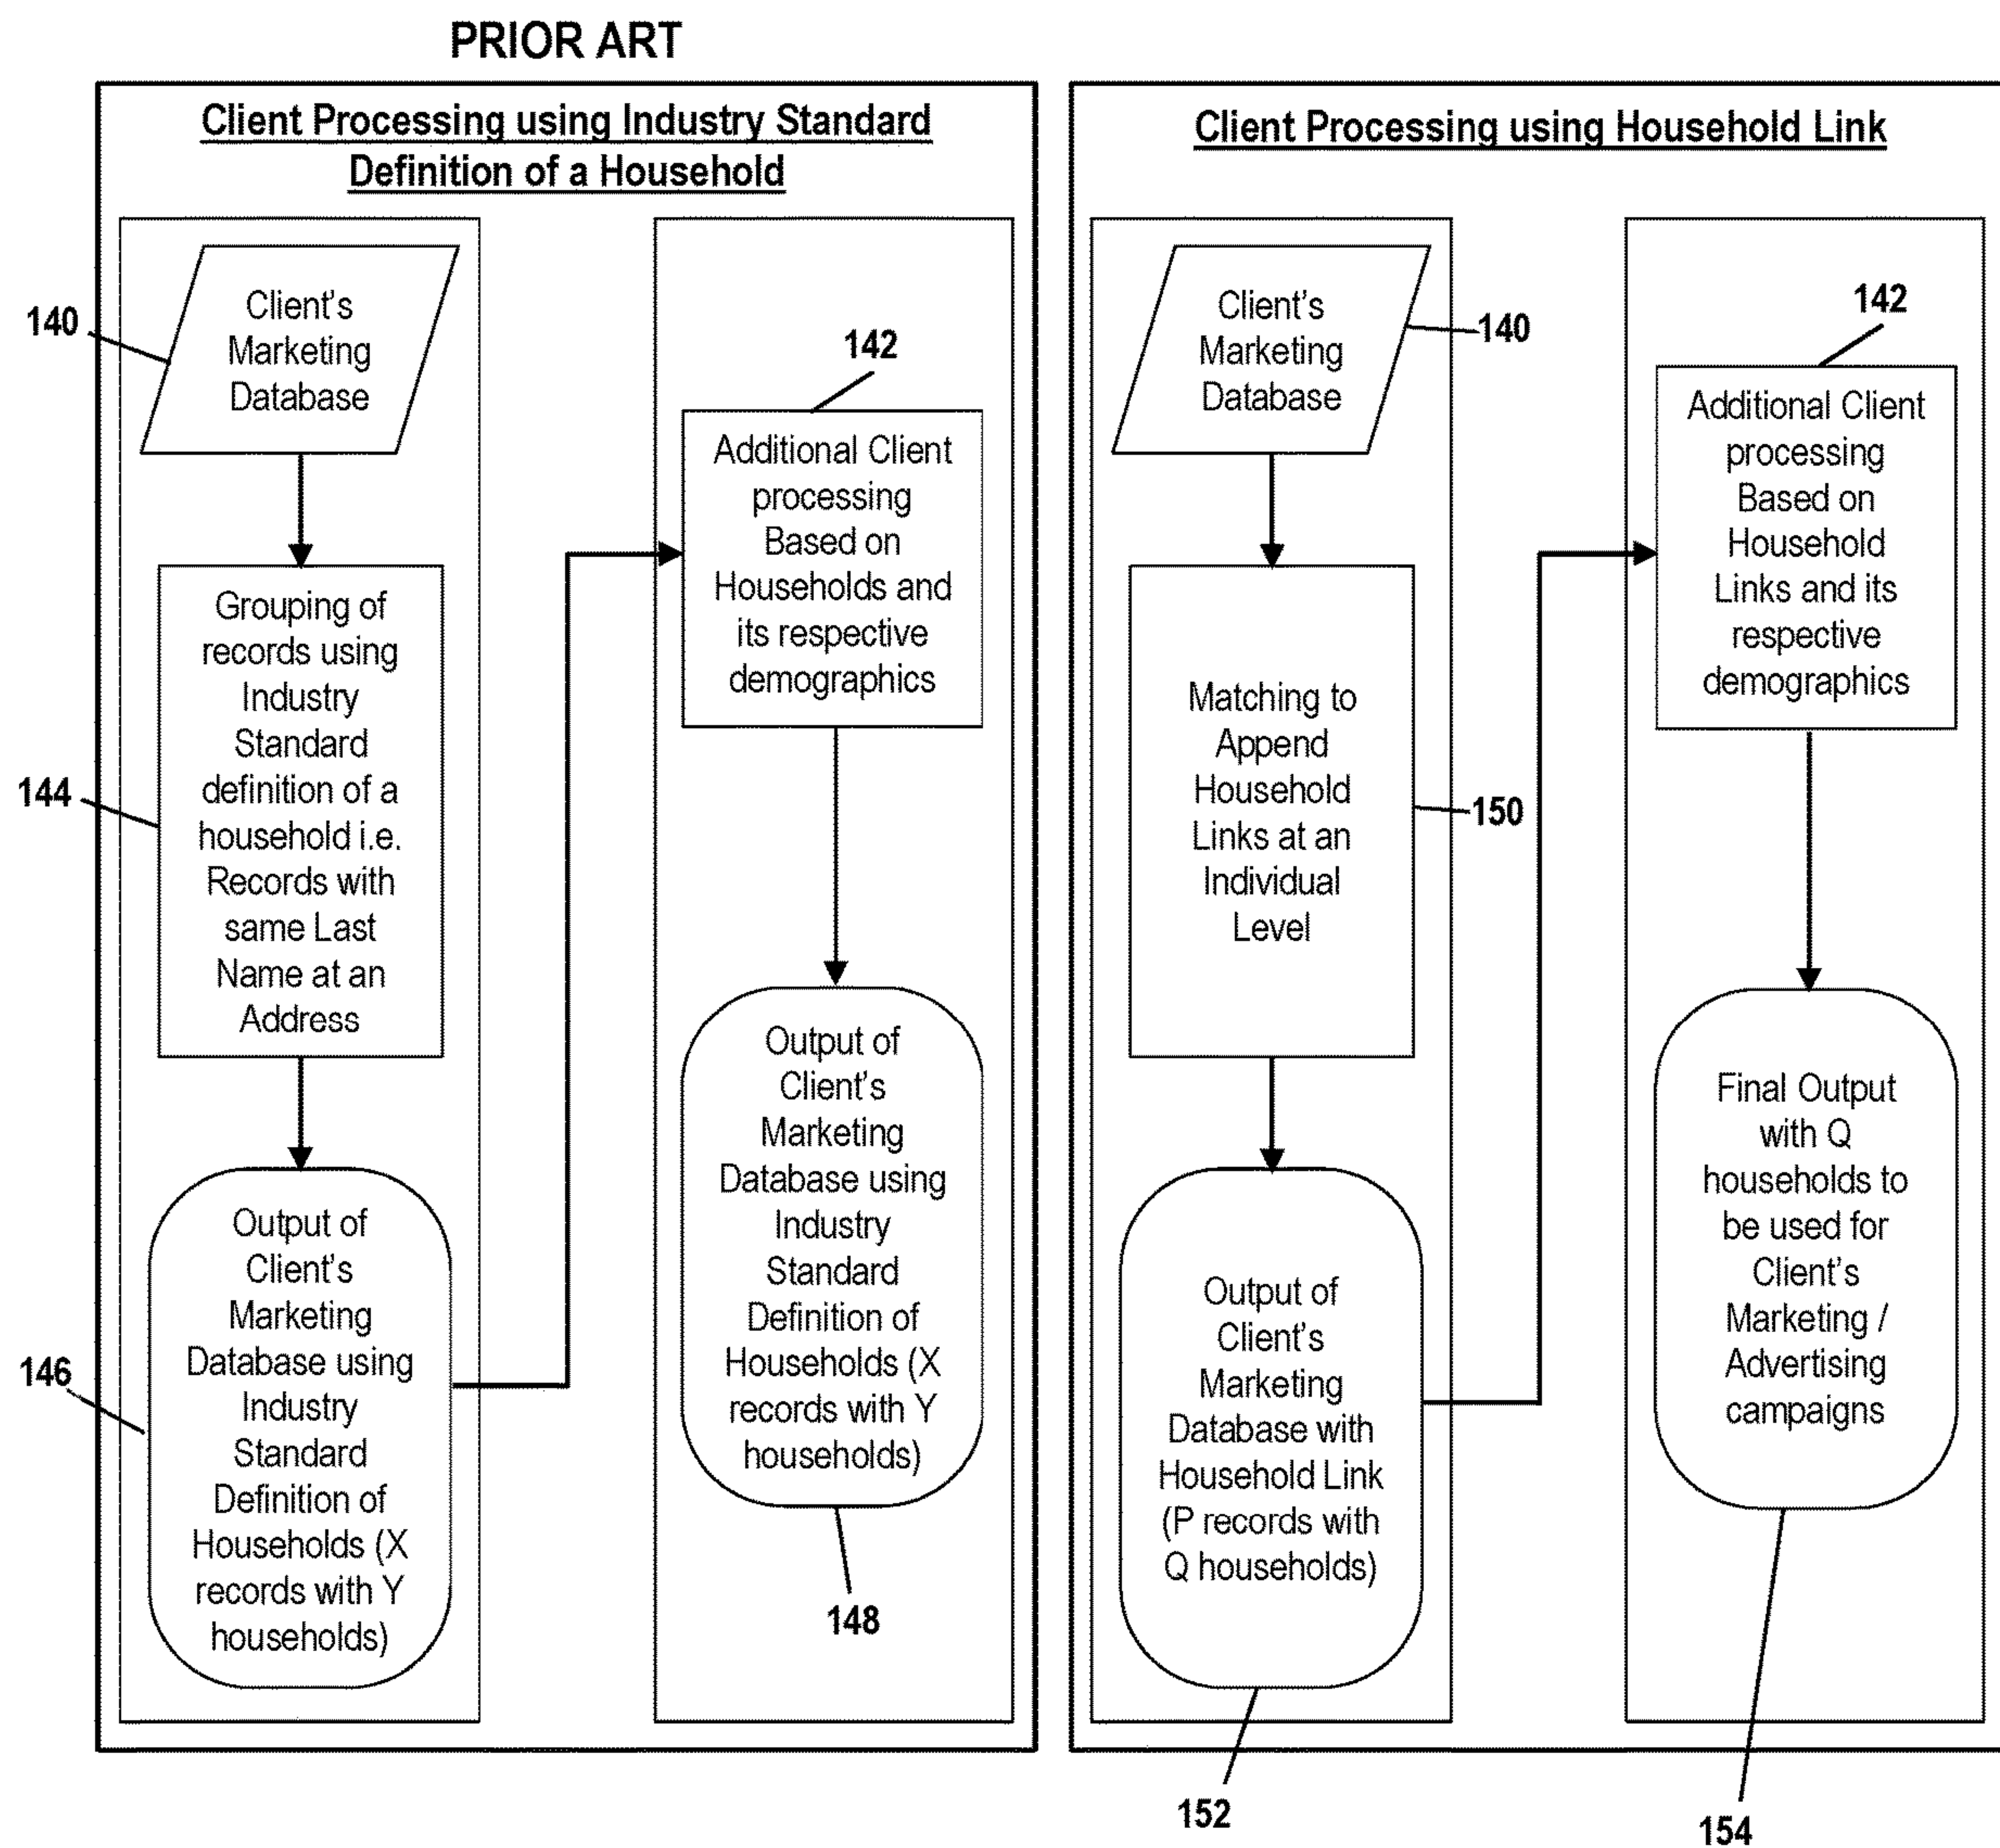 PRIOR ART
Client Processing using Industry Standard
Definition of a Household
140
Client's
Marketing
Database
144
Grouping of
records using
Industry
Standard
definition of a
household i.e.
Records with
same Last
Name at an
Address
146
Output of
Client's
Marketing
Database using
Industry
Standard
Definition of
Households (X
records with Y
households)
142
Additional Client
processing
Based on
Households and
its respective
demographics
Output of
Client's
Marketing
Database using
Industry
Standard
Definition of
Households (X
records with Y
households)
148
Client Processing using Household Link
Client's
Marketing
Database
140
Matching to
Append
Household
Links at an
Individual
Level
150
Output of
Client's
Marketing
Database with
Household Link
(P records with
Q households)
152
142
Additional Client
processing
Based on
Household
Links and its
respective
demographics
Final Output
with Q
households to
be used for
Client's
Marketing /
Advertising
campaigns
154